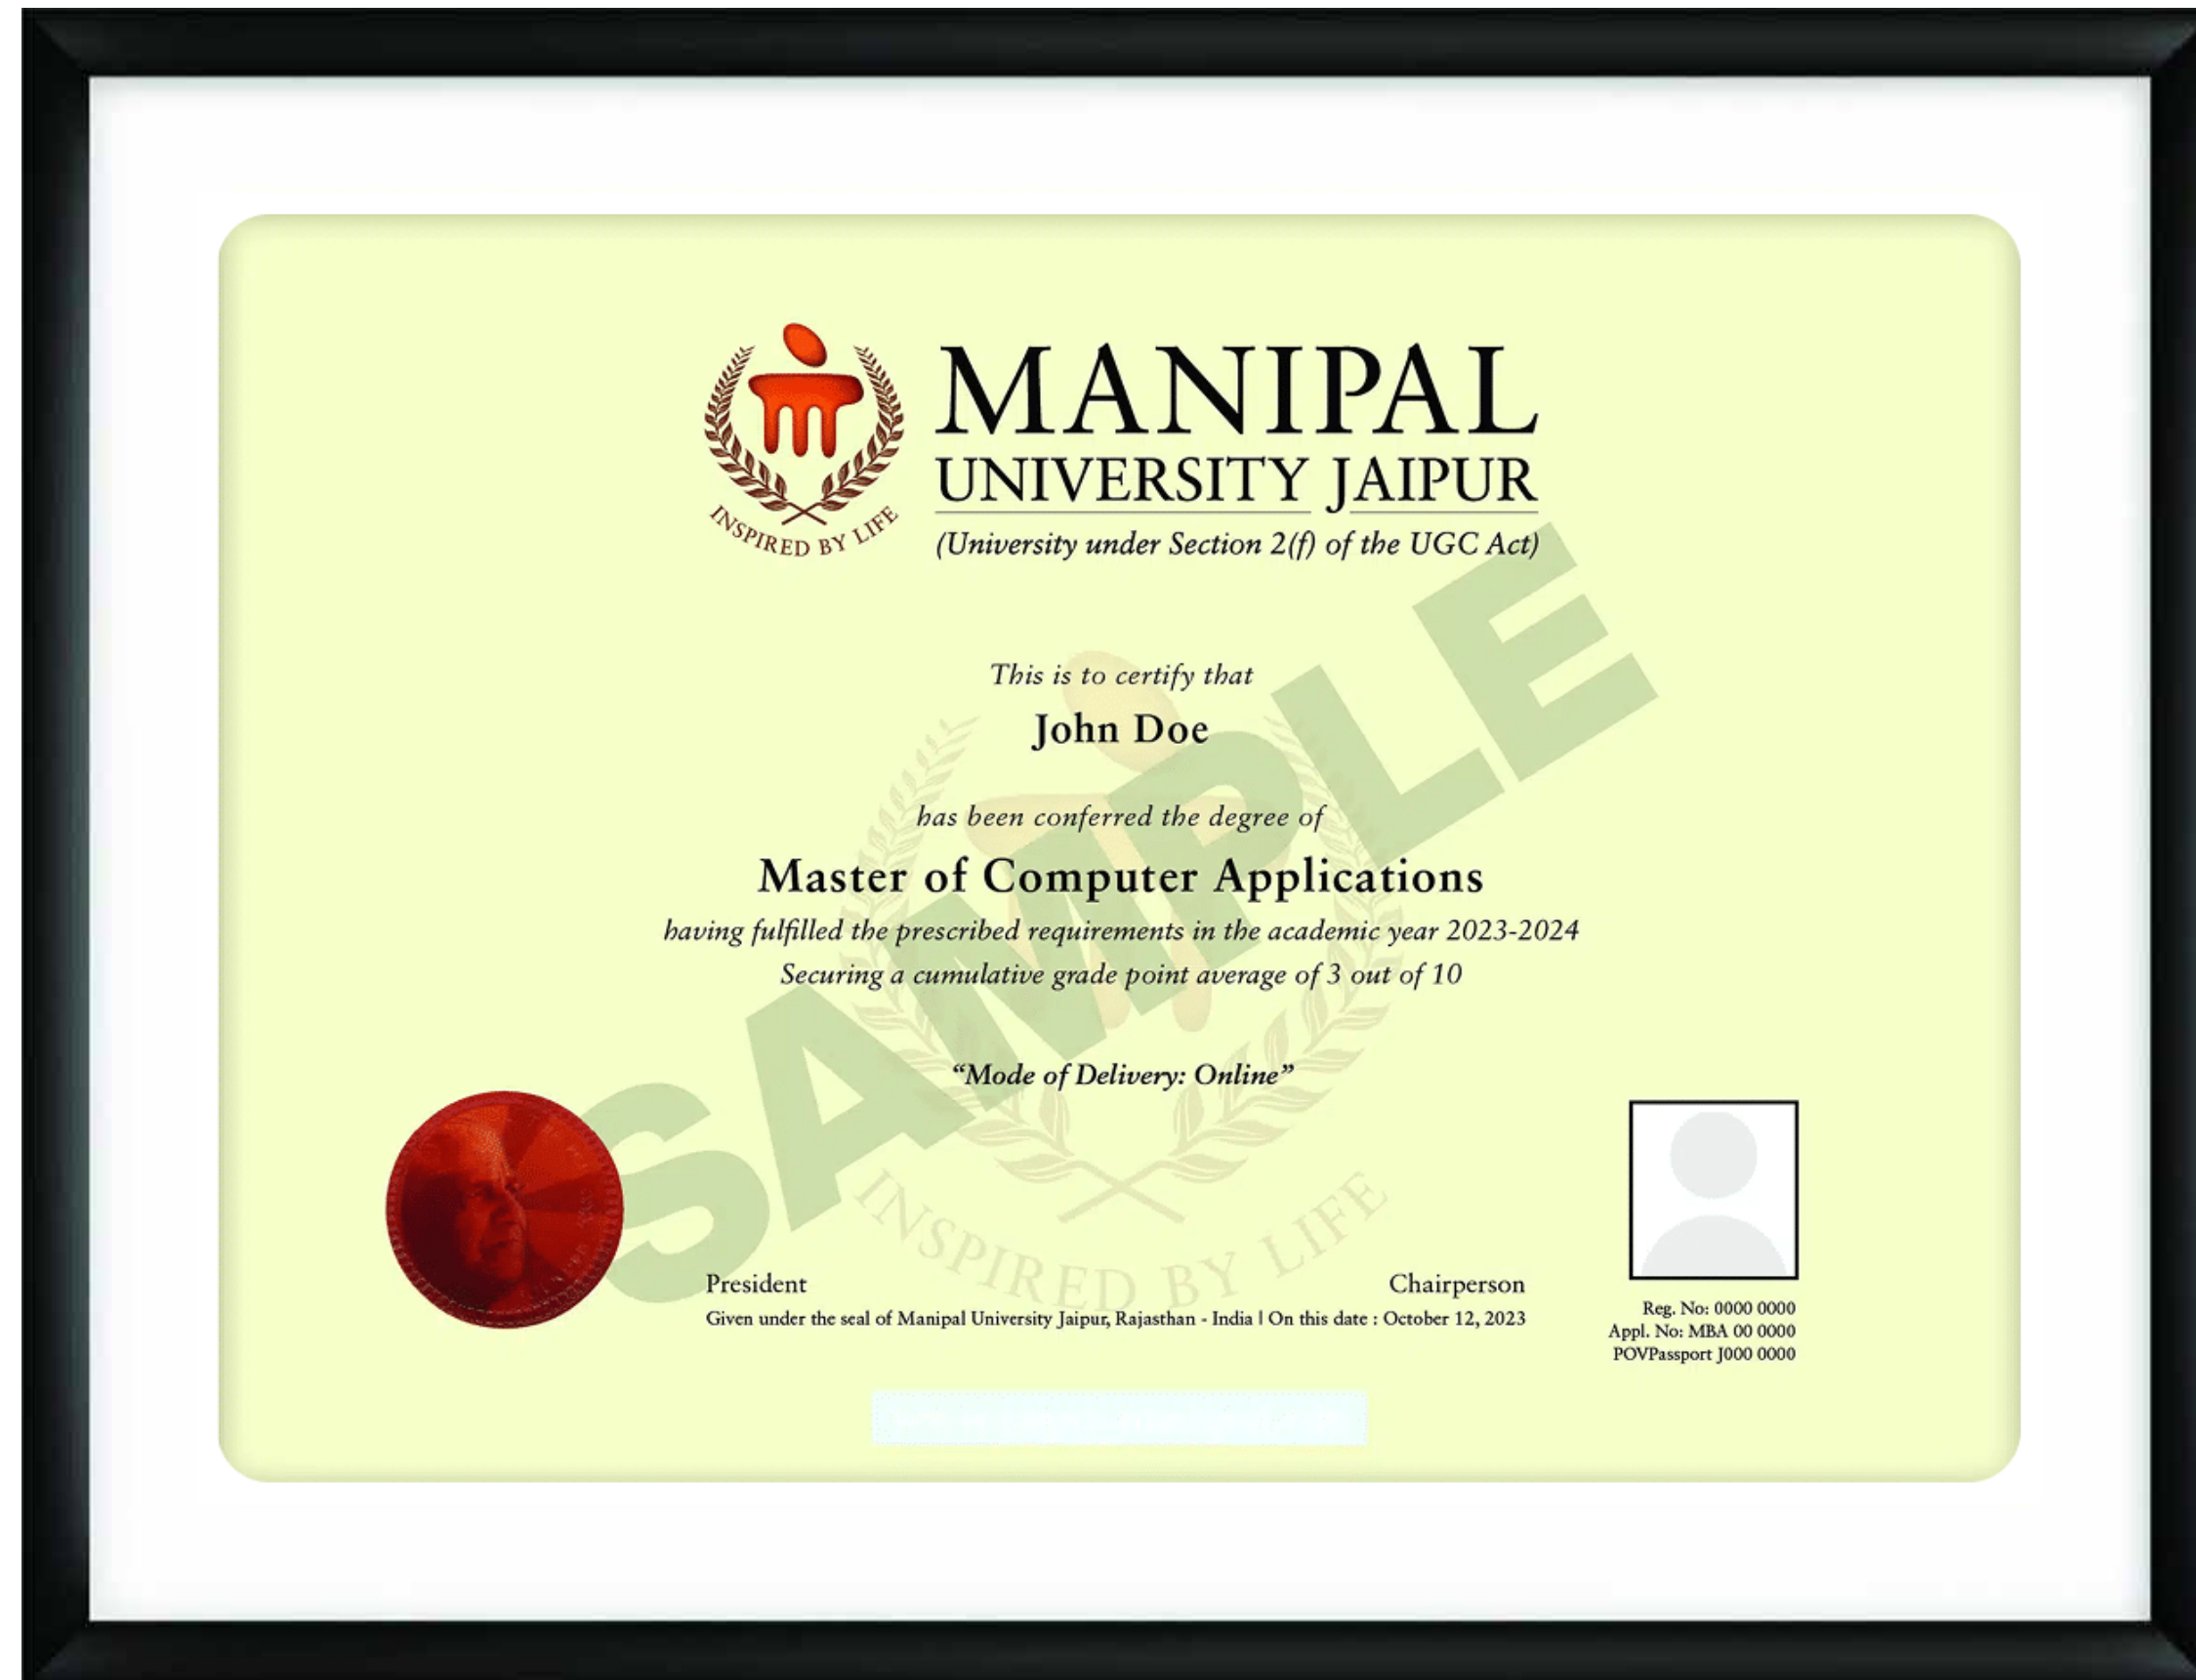 MANIPAL
UNIVERSITY JAIPUR
(University under Section 2(f) of the UGC Act)
INSPIRED BY LIFE
This is to certify that
John Doe
has been conferred the degree of
Master of Computer Applications
having fulfilled the prescribed requirements in the academic year 2023-2024
Securing a cumulative grade point average of 3 out of 10
"Mode of Delivery: Online"
SAMPLE
INSPIRED BY LIFE
President
Chairperson
Given under the seal of Manipal University Jaipur, Rajasthan - India | On this date : October 12, 2023
Reg. No: 0000 0000
Appl. No: MBA 00 0000
POVPassport J000 0000